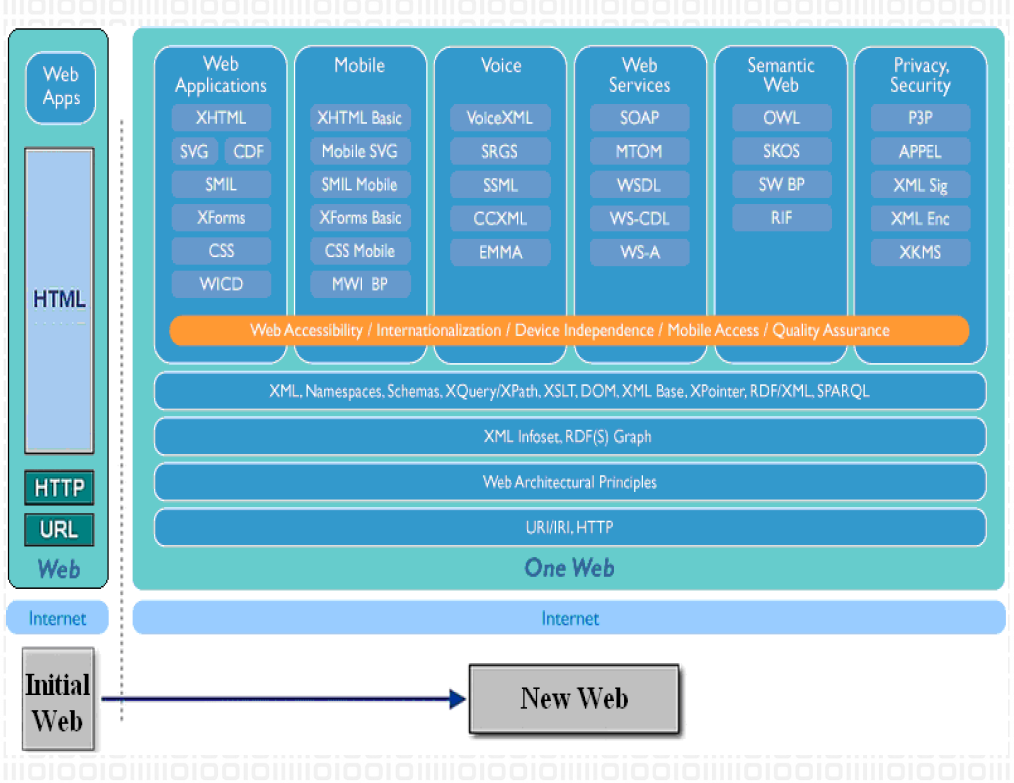 Web
Apps
HTML
HTTP
URL
Web
Internet
Initial
Web
Web
Applications
XHTML
SVG CDF
SMIL
XForms
CSS
WICD
Mobile
XHTML Basic
Mobile SVG
SMIL Mobile
XForms Basic
CSS Mobile
MWI BP
Voice
VoiceXML
SRGS
SSML
CCXML
EMMA
Web
Services
SOAP
MTOM
WSDL
WS-CDL
WS-A
Semantic
Web
OWL
SKOS
SW BP
RIF
Privacy,
Security
P3P
APPEL
XML Sig
XML Enc
XKMS
Web Accessibility / Internationalization / Device Independence / Mobile Access / Quality Assurance
XML, Namespaces, Schemas, XQuery/XPath, XSLT, DOM, XML Base, XPointer, RDF/XML, SPARQL
XML Infoset, RDF(S) Graph
Web Architectural Principles
URI/IRI, HTTP
One Web
Internet
New Web